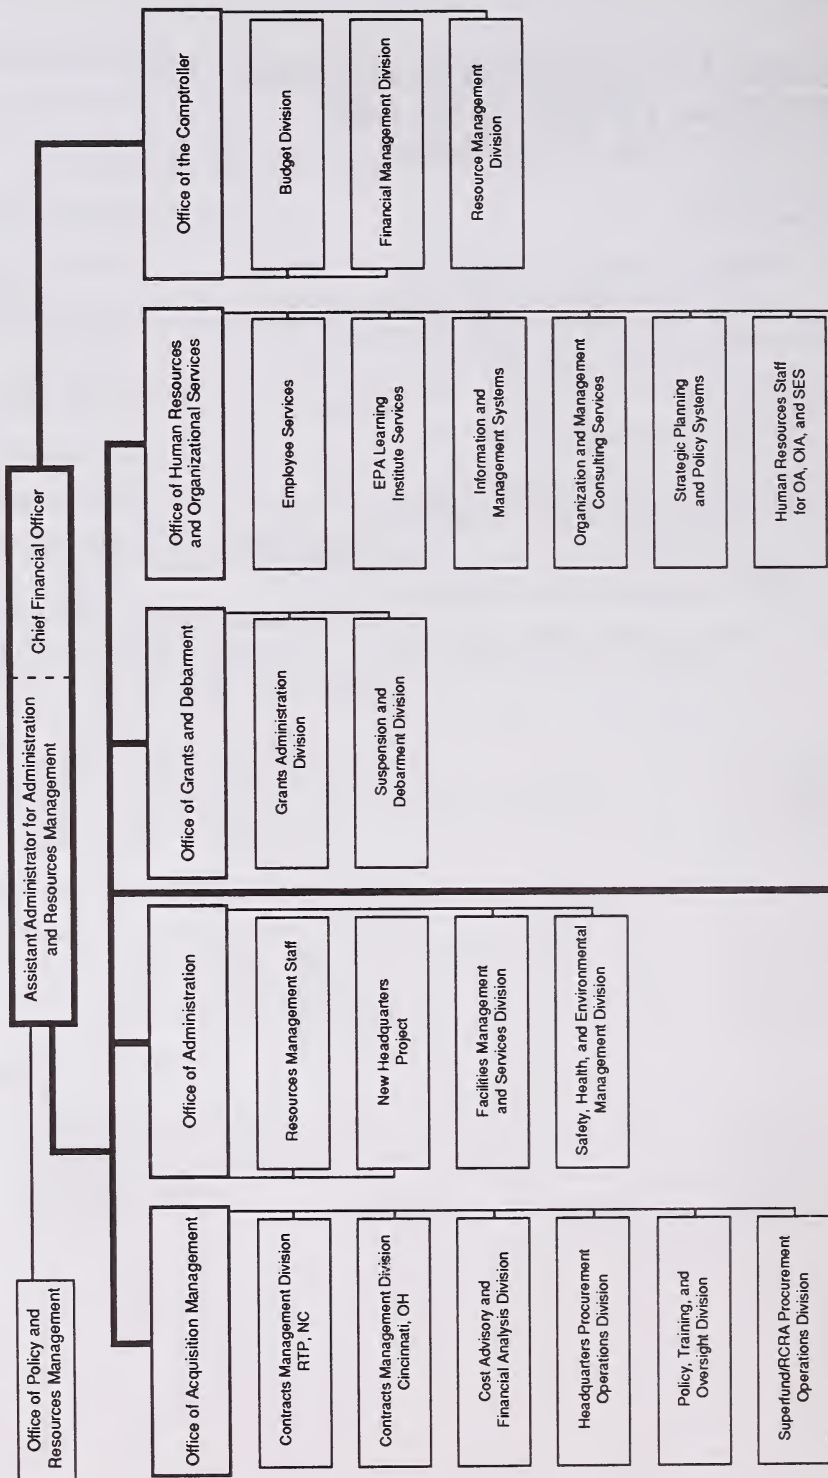 Office of Policy and
Resources Management
Assistant Administrator for Administration
and Resources Management
Chief Financial Officer
Office of Acquisition Management
Contracts Management Division
RTP, NC
Contracts Management Division
Cincinnati, OH
Cost Advisory and
Financial Analysis Division
Headquarters Procurement
Operations Division
Policy, Training, and
Oversight Division
Superfund/RCRA Procurement
Operations Division
Office of Administration
Resources Management Staff
New Headquarters
Project
Facilities Management
and Services Division
Safety, Health, and Environmental
Management Division
Office of Grants and Debarment
Grants Administration
Division
Suspension and
Debarment Division
Office of Human Resources
and Organizational Services
Employee Services
EPA Learning
Institute Services
Information and
Management Systems
Organization and Management
Consulting Services
Strategic Planning
and Policy Systems
Human Resources Staff
for OA, OIA, and SES
Office of the Comptroller
Budget Division
Financial Management Division
Resource Management
Division